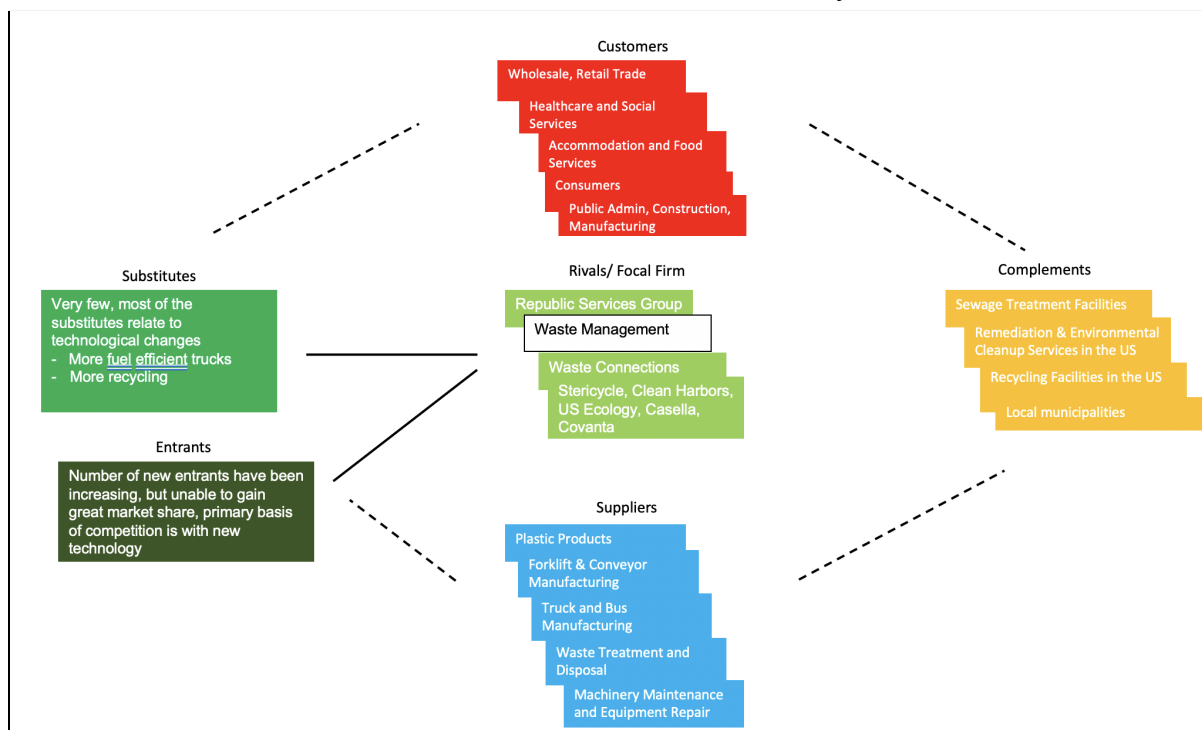 Customers
Wholesale, Retail Trade
Healthcare and Social
Services
Accommodation and Food
Services
Consumers
Public Admin, Construction,
Manufacturing
Substitutes
Very few, most of the
substitutes relate to
technological changes
- More fuel efficient trucks
- More recycling
Entrants
Number of new entrants have been
increasing, but unable to gain
great market share, primary basis
of competition is with new
technology
Rivals/ Focal Firm
Republic Services Group
Waste Management
Waste Connections
Stericycle, Clean Harbors,
US Ecology, Casella,
Covanta
Complements
Sewage Treatment Facilities
Remediation & Environmental
Cleanup Services in the US
Recycling Facilities in the US
Local municipalities
Suppliers
Plastic Products
Forklift & Conveyor
Manufacturing
Truck and Bus
Manufacturing
Waste Treatment and
Disposal
Machinery Maintenance
and Equipment Repair